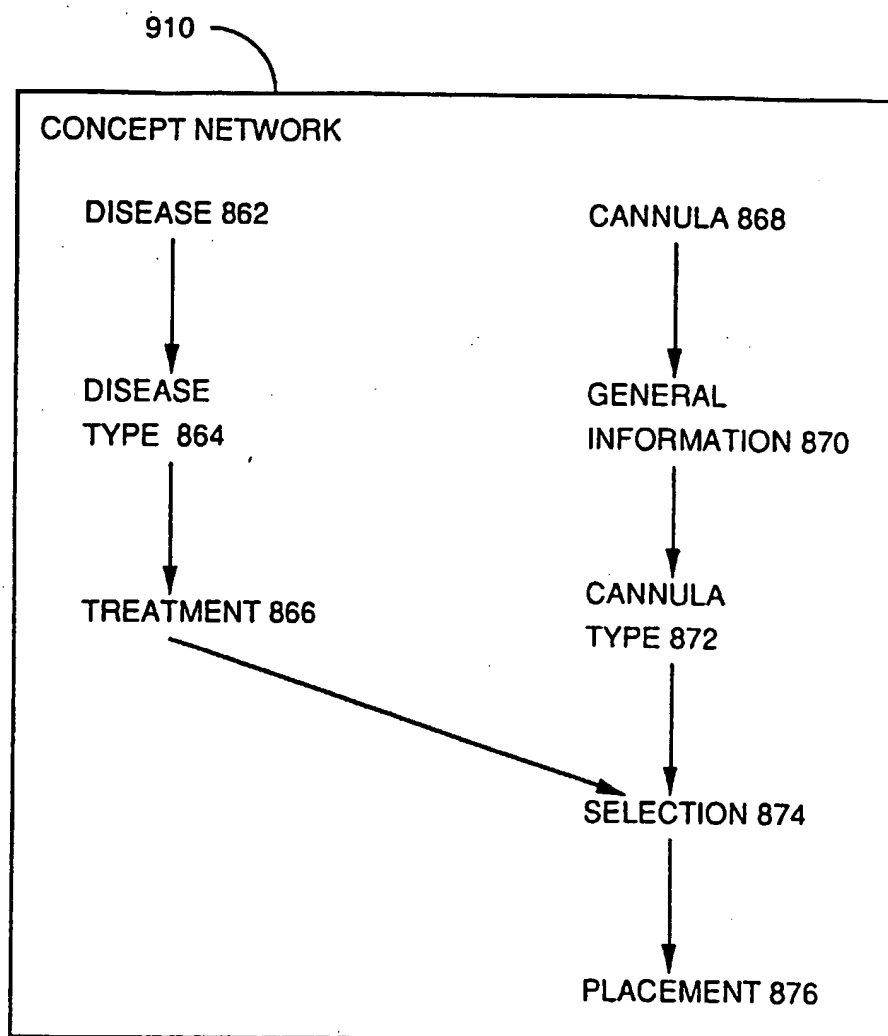 910
CONCEPT NETWORK
DISEASE 862
CANNULA 868
DISEASE
TYPE 864
GENERAL
INFORMATION 870
TREATMENT 866
CANNULA
TYPE 872
SELECTION 874
PLACEMENT 876